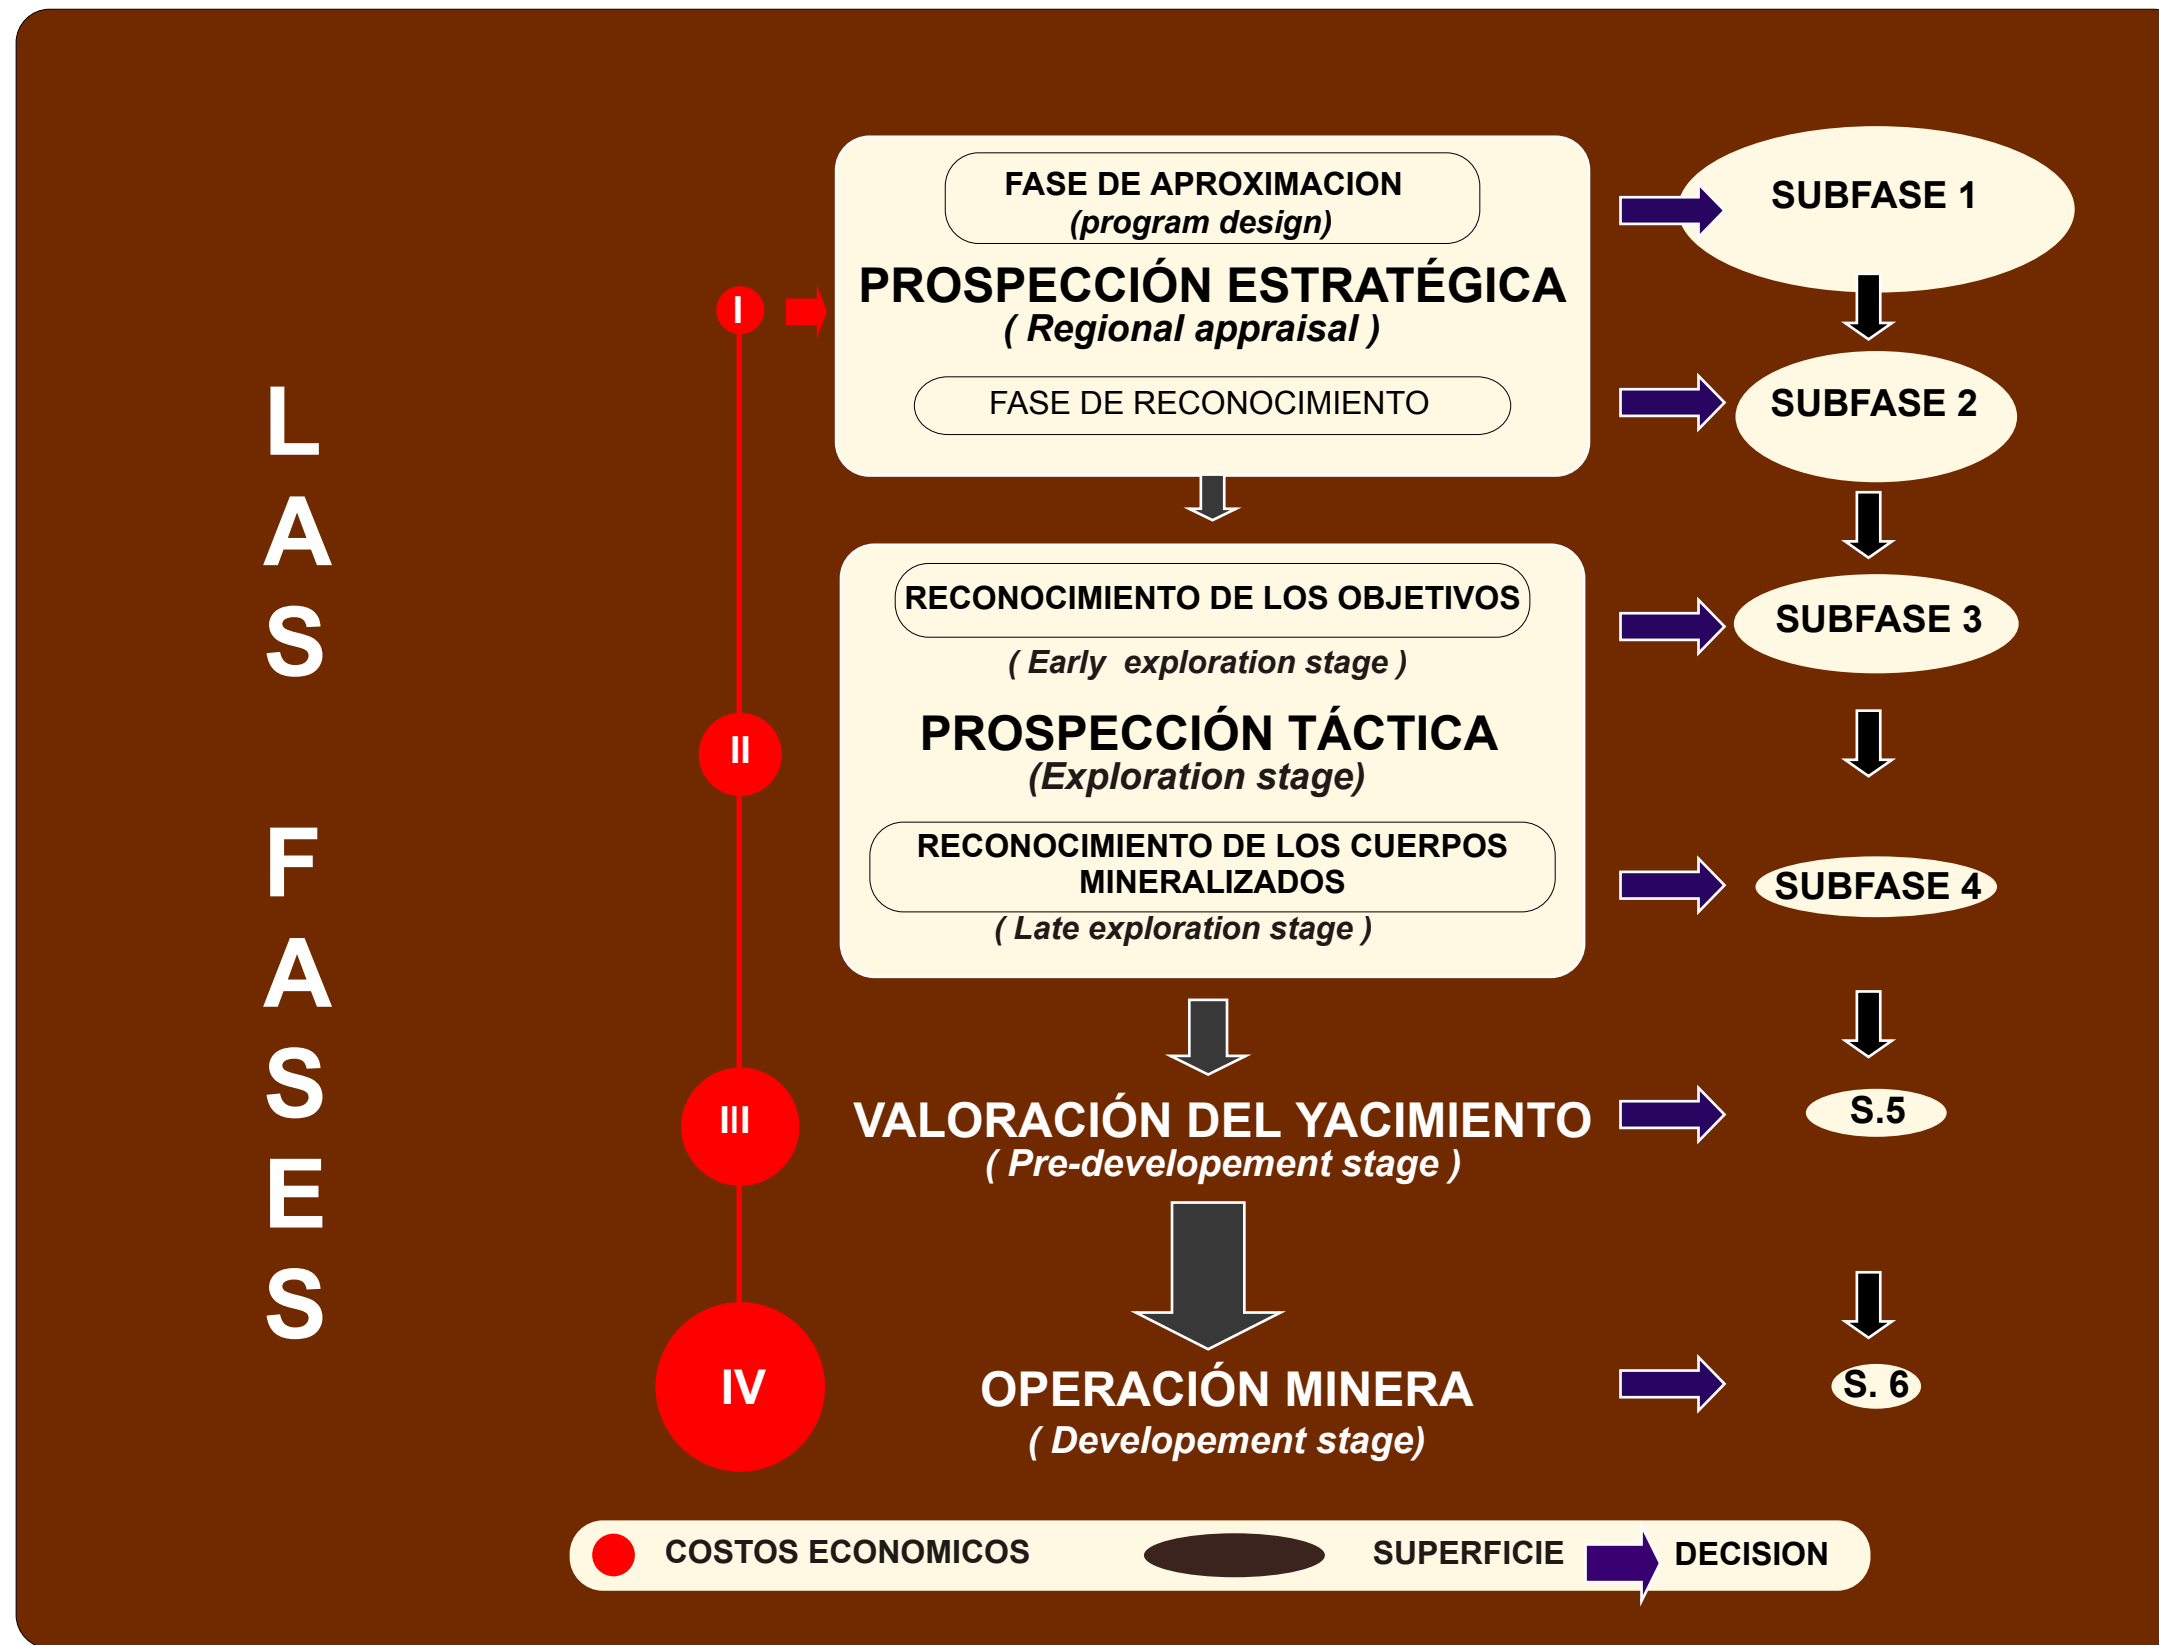 LAS FASES
I
FASE DE APROXIMACION
(program design)
PROSPECCIÓN ESTRATÉGICA
( Regional appraisal )
FASE DE RECONOCIMIENTO
SUBFASE 1
SUBFASE 2
II
RECONOCIMIENTO DE LOS OBJETIVOS
( Early exploration stage )
PROSPECCIÓN TÁCTICA
(Exploration stage)
RECONOCIMIENTO DE LOS CUERPOS
MINERALIZADOS
( Late exploration stage )
SUBFASE 3
SUBFASE 4
III
VALORACIÓN DEL YACIMIENTO
( Pre-developement stage )
S.5
IV
OPERACIÓN MINERA
( Developement stage)
S. 6
COSTOS ECONOMICOS
SUPERFICIE
DECISION